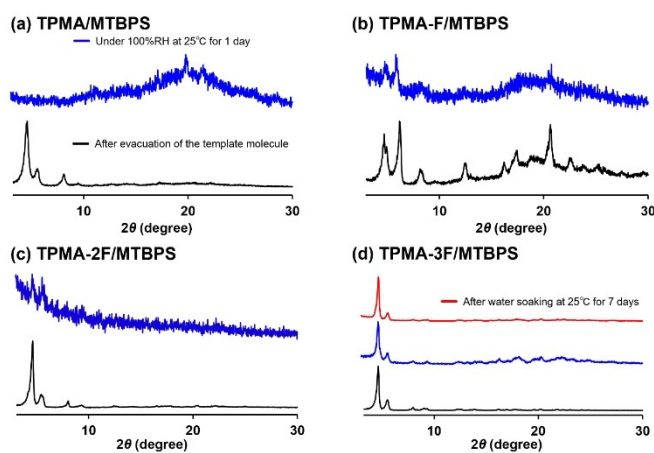 (a) TPMA/MTBPS
Under 100%RH at 25°C for 1 day
After evacuation of the template molecule
10 20 30
2θ (degree)
(b) TPMA-F/MTBPS
10 20 30
2θ (degree)
(c) TPMA-2F/MTBPS
10 20 30
2θ (degree)
(d) TPMA-3F/MTBPS
After water soaking at 25°C for 7 days
10 20 30
2θ (degree)